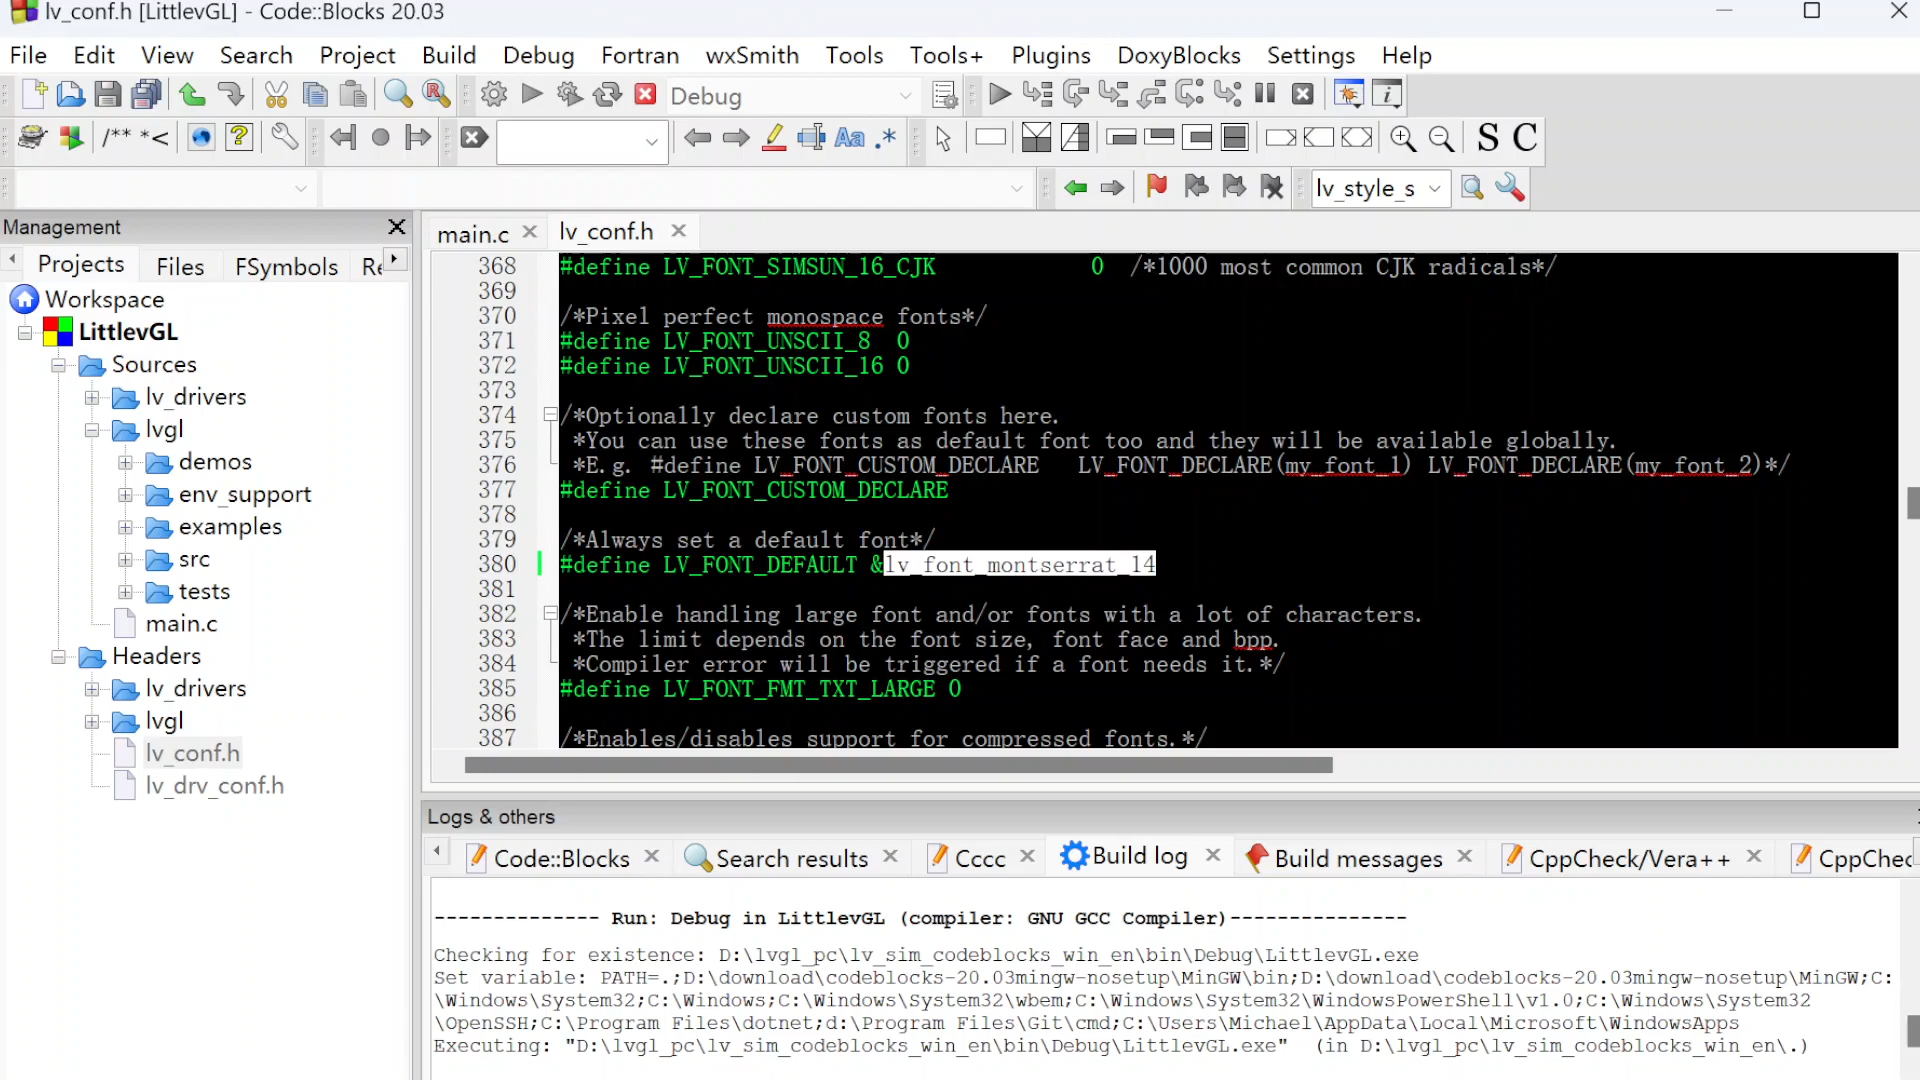 lv_conf.h [LittlevGL] - Code::Blocks 20.03
File Edit View Search Project Build Debug Fortran wxSmith Tools Tools+ Plugins DoxyBlocks Settings Help
Debug
/** *< Aa .* S C
lv_style_s
Management
Projects Files FSymbols Re
Workspace
LittlevGL
Sources
lv_drivers
lvgl
demos
env_support
examples
src
tests
main.c
Headers
lv_drivers
lvgl
lv_conf.h
lv_drv_conf.h
main.c lv_conf.h
368 #define LV_FONT_SIMSUN_16_CJK 0 /*1000 most common CJK radicals*/
369
370 /*Pixel perfect monospace fonts*/
371 #define LV_FONT_UNSCII_8 0
372 #define LV_FONT_UNSCII_16 0
373
374 /*Optionally declare custom fonts here.
375 *You can use these fonts as default font too and they will be available globally.
376 *E.g. #define LV_FONT_CUSTOM_DECLARE LV_FONT_DECLARE(my_font_1) LV_FONT_DECLARE(my_font_2)*/
377 #define LV_FONT_CUSTOM_DECLARE
378
379 /*Always set a default font*/
380 #define LV_FONT_DEFAULT &lv_font_montserrat_14
381
382 /*Enable handling large font and/or fonts with a lot of characters.
383 *The limit depends on the font size, font face and bpp.
384 *Compiler error will be triggered if a font needs it.*/
385 #define LV_FONT_FMT_TXT_LARGE 0
386
387 /*Enables/disables support for compressed fonts.*/
Logs & others
Code::Blocks Search results Cccc Build log Build messages CppCheck/Vera++ CppChec
-------------- Run: Debug in LittlevGL (compiler: GNU GCC Compiler)---------------
Checking for existence: D:\lvgl_pc\lv_sim_codeblocks_win_en\bin\Debug\LittlevGL.exe
Set variable: PATH=.;D:\download\codeblocks-20.03mingw-nosetup\MinGW\bin;D:\download\codeblocks-20.03mingw-nosetup\MinGW;C:
\Windows\System32;C:\Windows;C:\Windows\System32\wbem;C:\Windows\System32\WindowsPowerShell\v1.0;C:\Windows\System32
\OpenSSH;C:\Program Files\dotnet;d:\Program Files\Git\cmd;C:\Users\Michael\AppData\Local\Microsoft\WindowsApps
Executing: "D:\lvgl_pc\lv_sim_codeblocks_win_en\bin\Debug\LittlevGL.exe" (in D:\lvgl_pc\lv_sim_codeblocks_win_en\.)